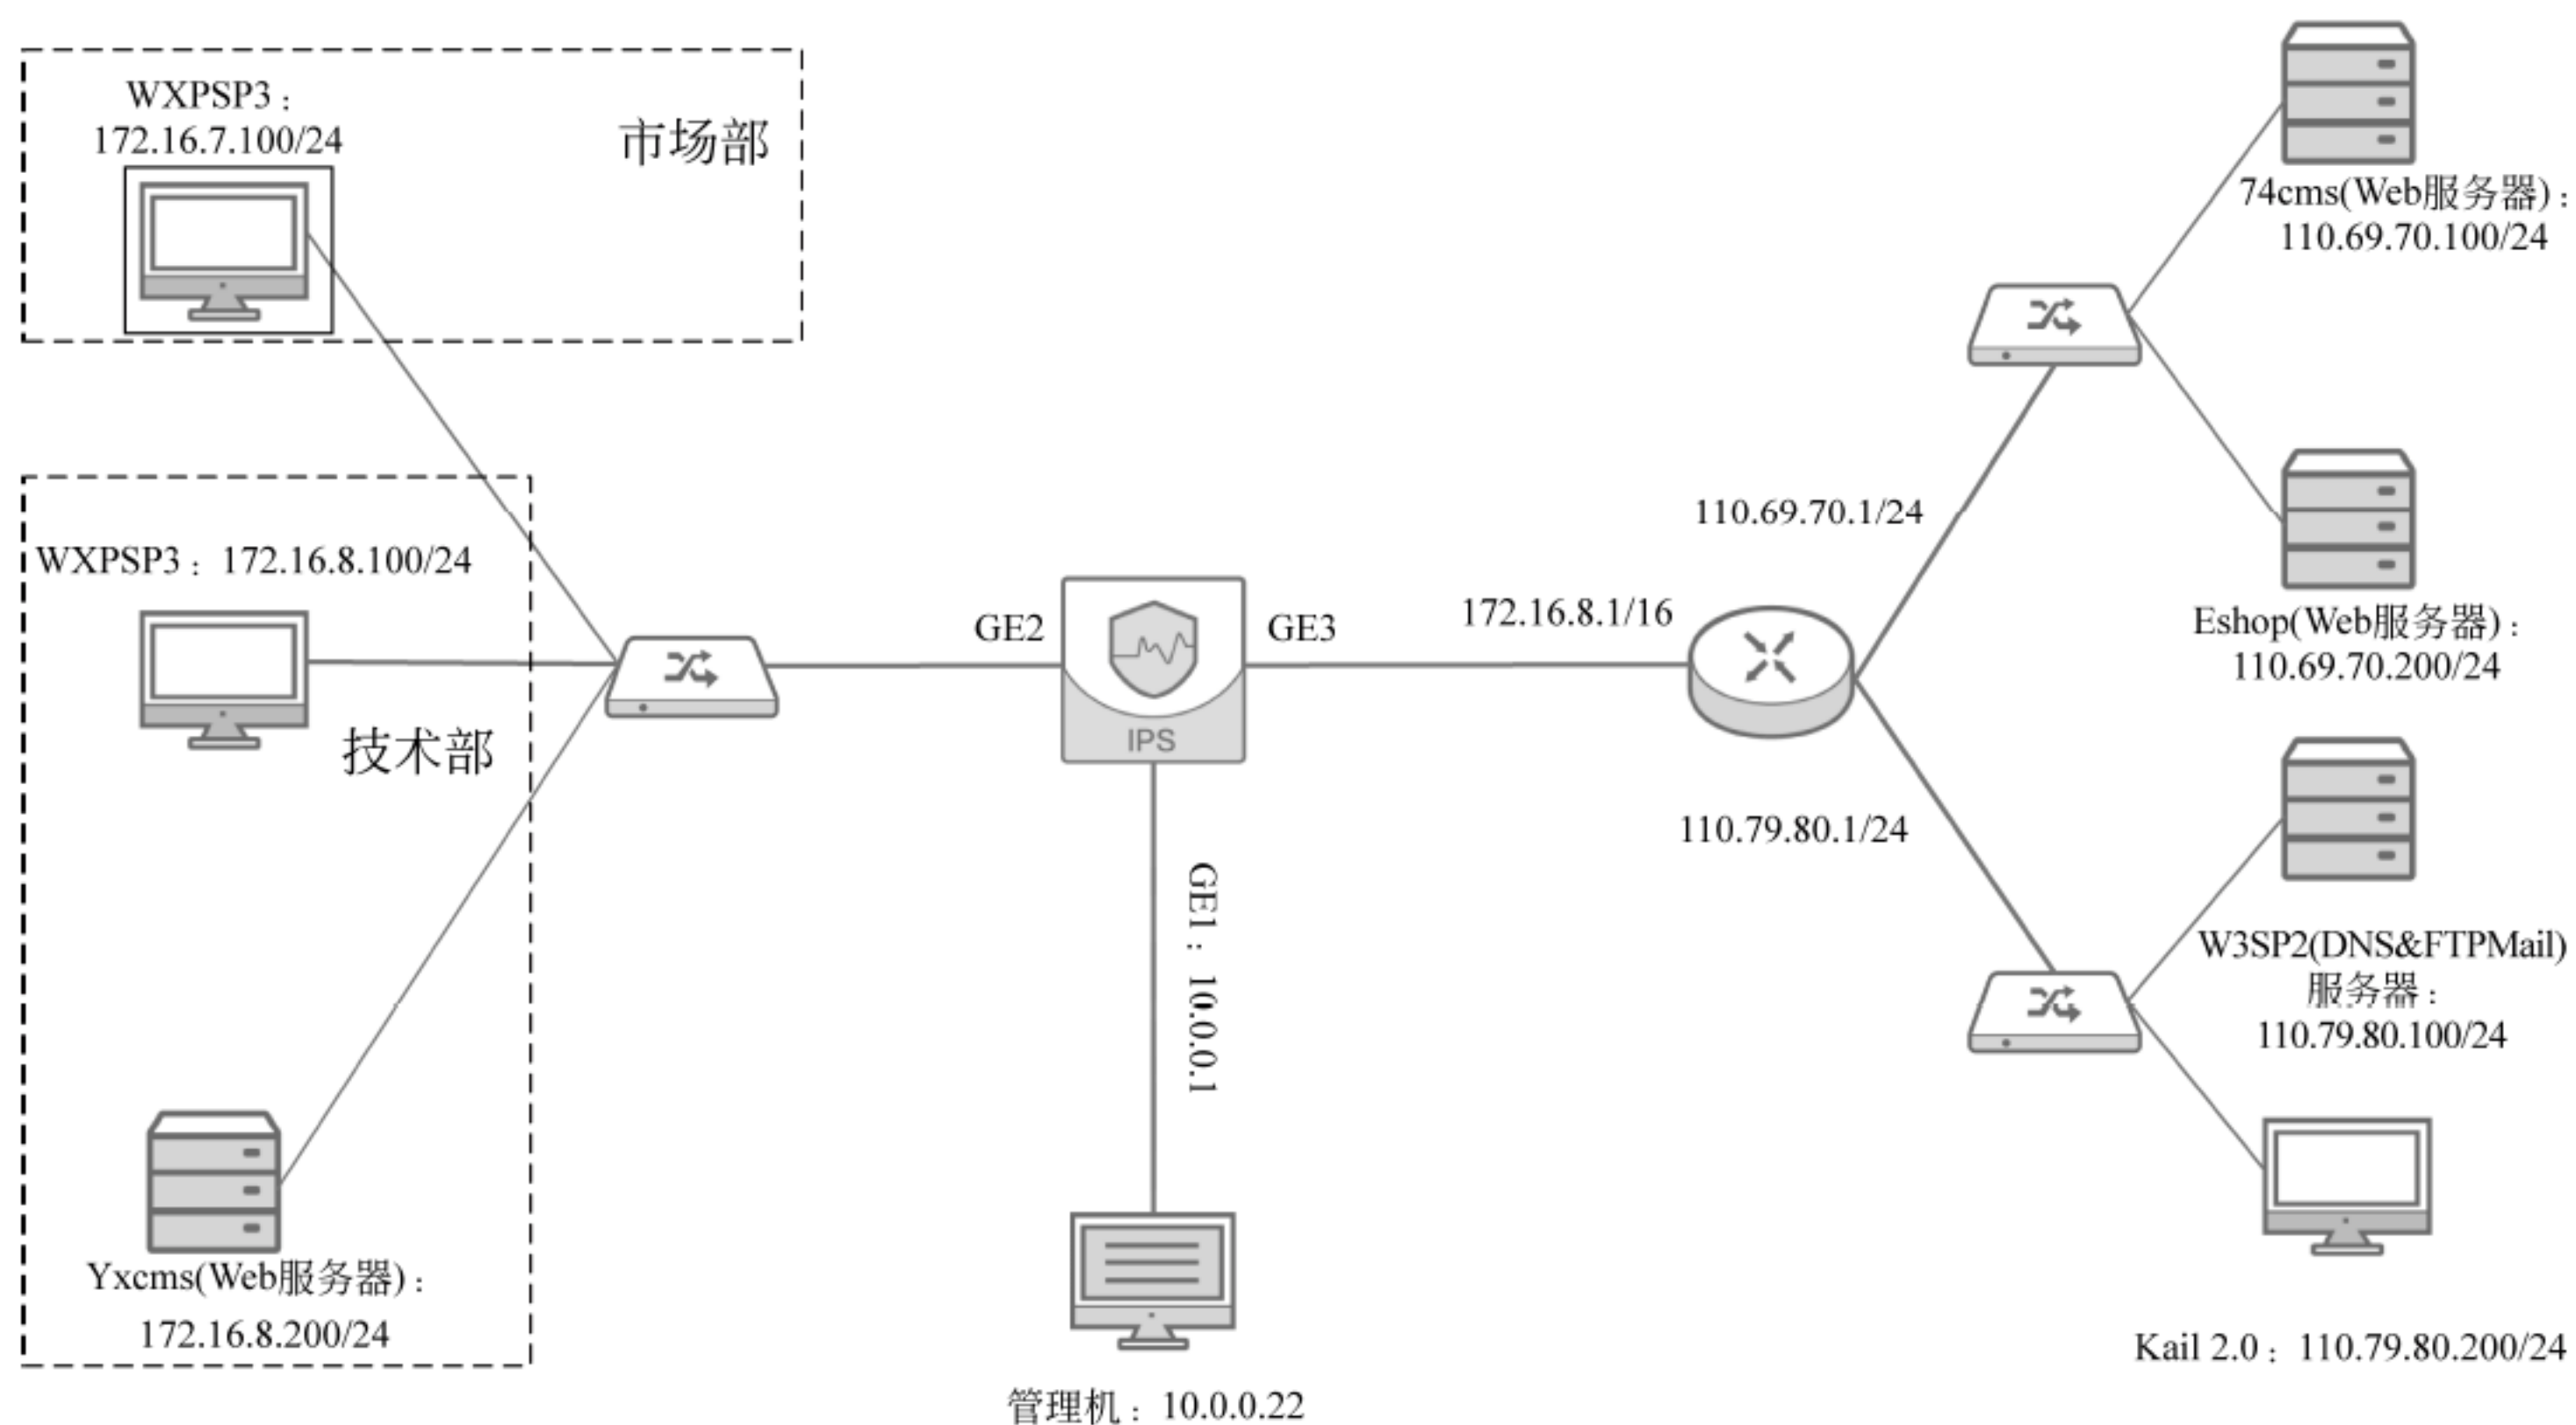 WXPSP3：
172.16.7.100/24
市场部
WXPSP3：172.16.8.100/24
技术部
Yxcms(Web服务器)：
172.16.8.200/24
GE2
IPS
GE3
GE1：10.0.0.1
管理机：10.0.0.22
172.16.8.1/16
110.69.70.1/24
110.79.80.1/24
74cms(Web服务器)：
110.69.70.100/24
Eshop(Web服务器)：
110.69.70.200/24
W3SP2(DNS&FTPMail)
服务器：
110.79.80.100/24
Kail 2.0：110.79.80.200/24